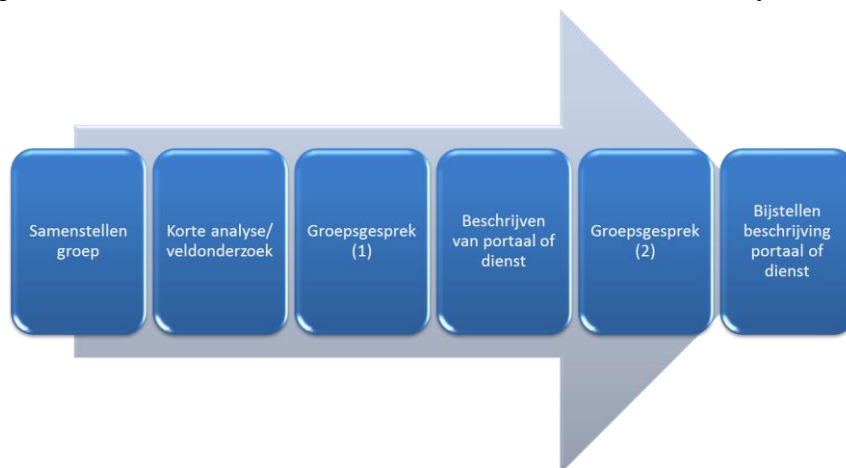 Samenstellen
groep
Korte analyse/
veldonderzoek
Groepsgesprek
(1)
Beschrijven
van portaal of
dienst
Groepsgesprek
(2)
Bijstellen
beschrijving
portaal of
dienst